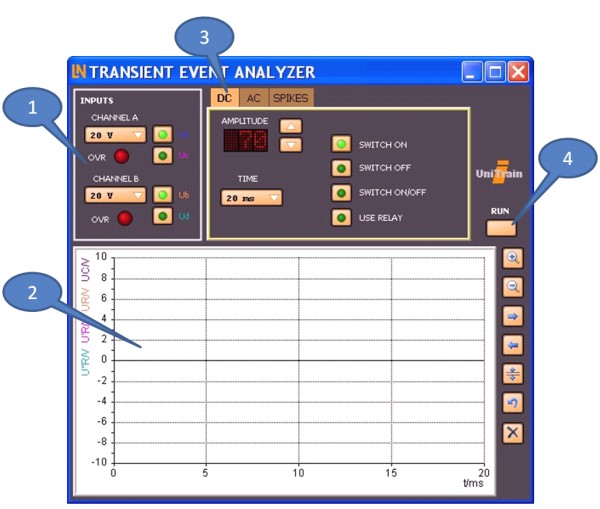 3
TRANSIENT EVENT ANALYZER
1
INPUTS
CHANNEL A
20 V
Uc
OVR
CHANNEL B
20 V
Ub
OVR
Ud
DC AC SPIKES
AMPLITUDE
70
TIME
20 ms
SWITCH ON
SWITCH OFF
SWITCH ON/OFF
USE RELAY
UniTrain
4
RUN
2
UC/V
UR/V
U'R/V
U"R/V
10
8
6
4
2
0
-2
-4
-6
-8
-10
0 5 10 15 20
t/ms